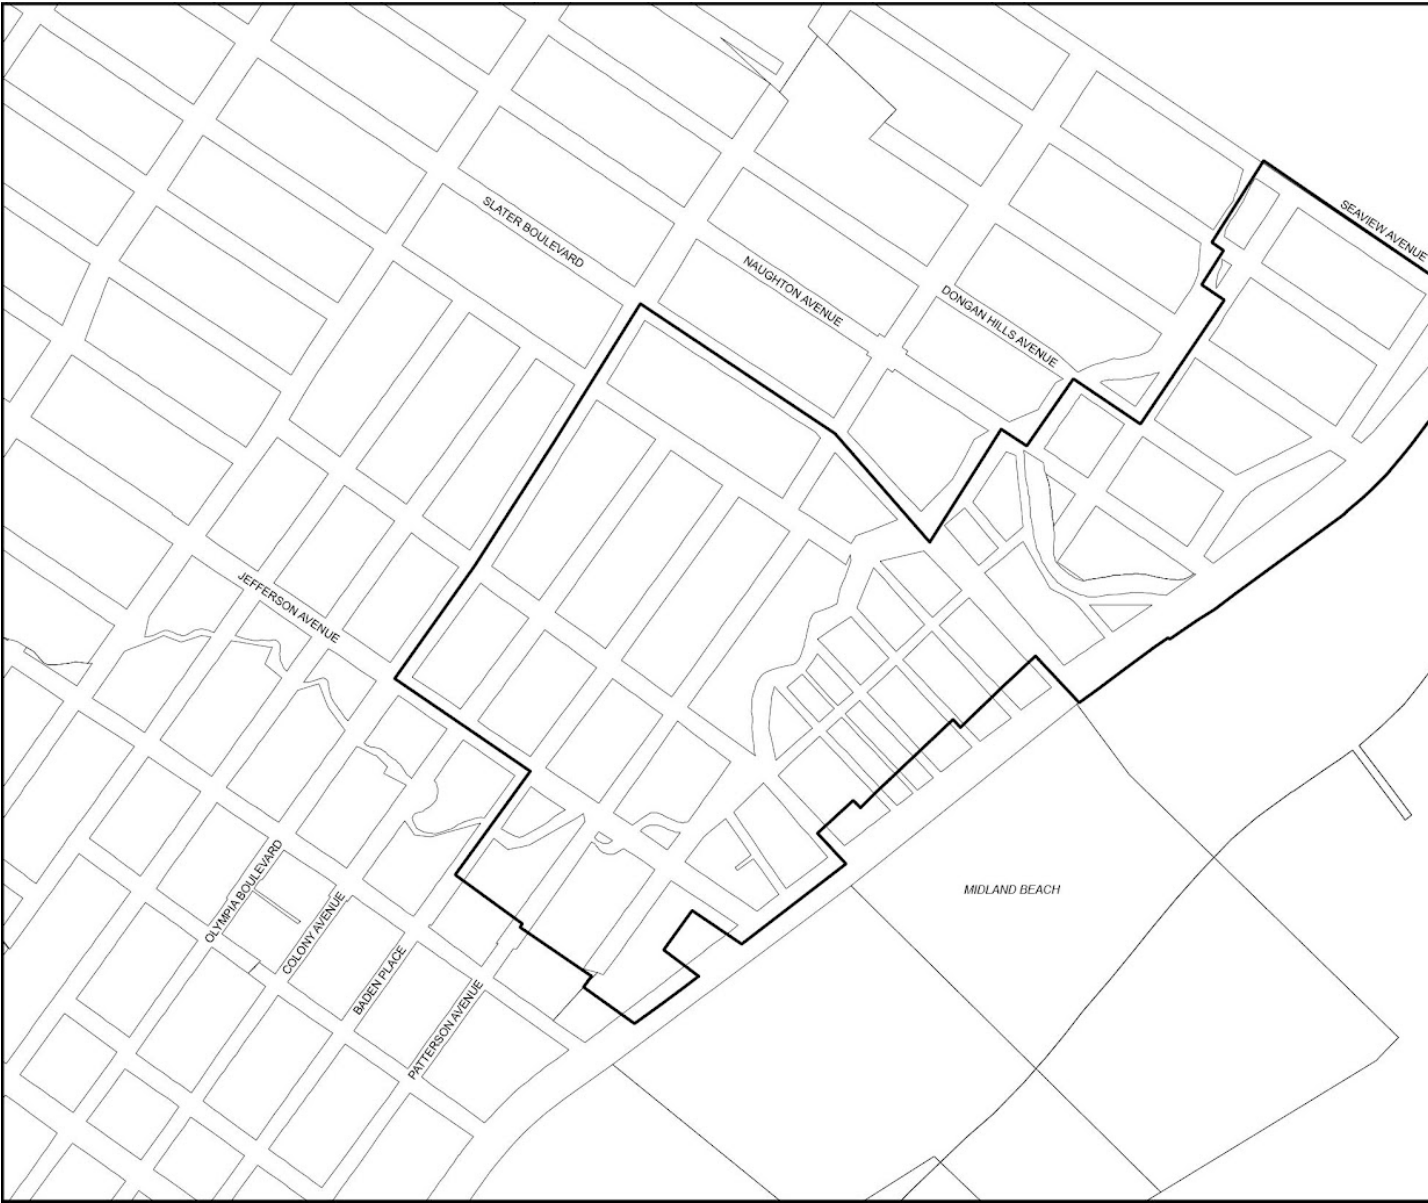 SEAVIEW AVENUE
SLATER BOULEVARD
NAUGHTON AVENUE
DONGAN HILLS AVENUE
JEFFERSON AVENUE
OLYMPIA BOULEVARD
COLONY AVENUE
BADEN PLACE
PATTERSON AVENUE
MIDLAND BEACH